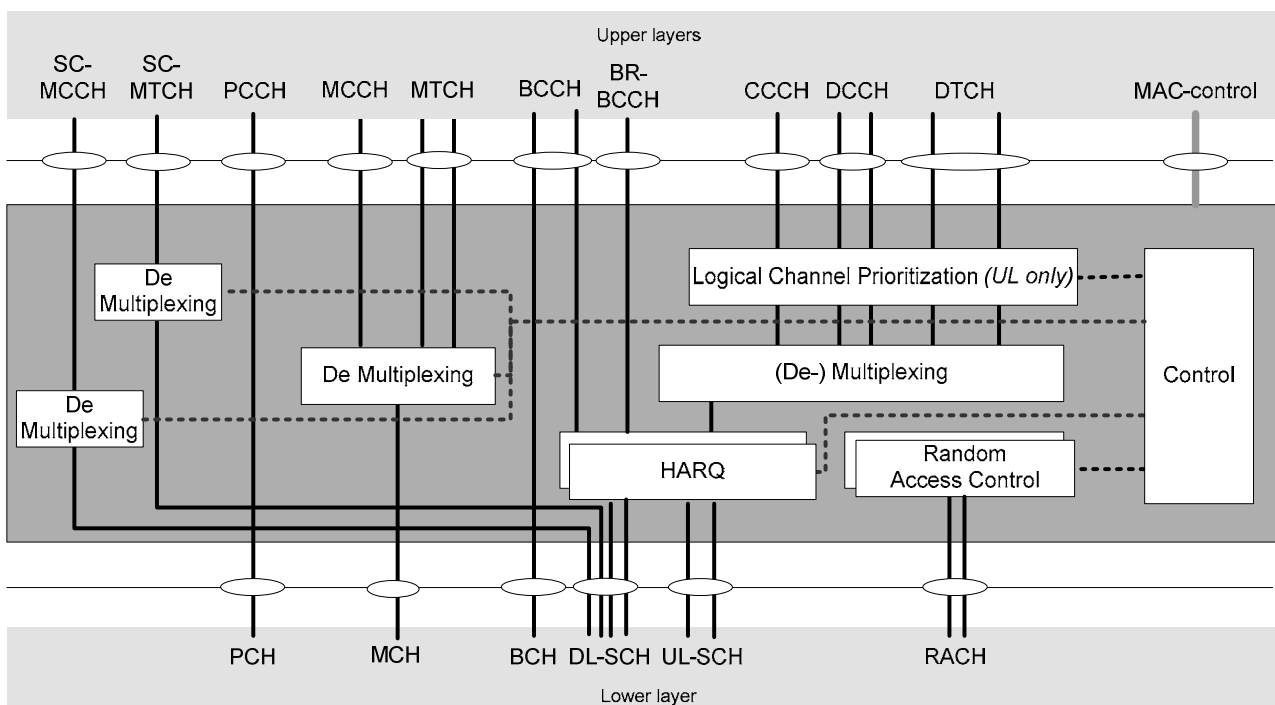 Upper layers
SC-
MCCH
SC-
MTCH
PCCH
MCCH
MTCH
BCCH
BR-
BCCH
CCCH
DCCH
DTCH
MAC-control
De
Multiplexing
Logical Channel Prioritization (UL only)
De Multiplexing
(De-) Multiplexing
Control
De
Multiplexing
HARQ
Random
Access Control
PCH
MCH
BCH
DL-SCH
UL-SCH
RACH
Lower layer